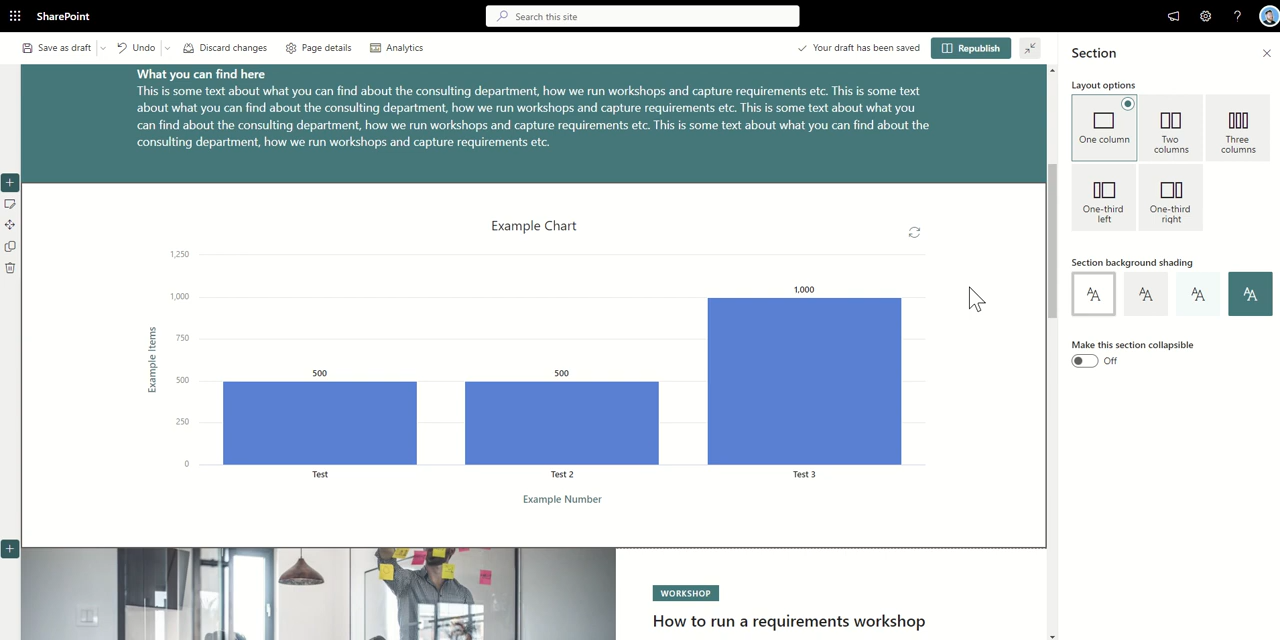 SharePoint
Search this site
Save as draft
Undo
Discard changes
Page details
Analytics
Your draft has been saved
Republish
What you can find here
This is some text about what you can find about the consulting department, how we run workshops and capture requirements etc. This is some text
about what you can find about the consulting department, how we run workshops and capture requirements etc. This is some text about what you
can find about the consulting department, how we run workshops and capture requirements etc. This is some text about what you can find about the
consulting department, how we run workshops and capture requirements etc.
Example Chart
1,250
1,000
750
500
250
0
Example Items
500
500
1,000
Test
Test 2
Test 3
Example Number
WORKSHOP
How to run a requirements workshop
Section
Layout options
One column
Two
columns
Three
columns
One-third
left
One-third
right
Section background shading
AA
AA
AA
AA
Make this section collapsible
Off